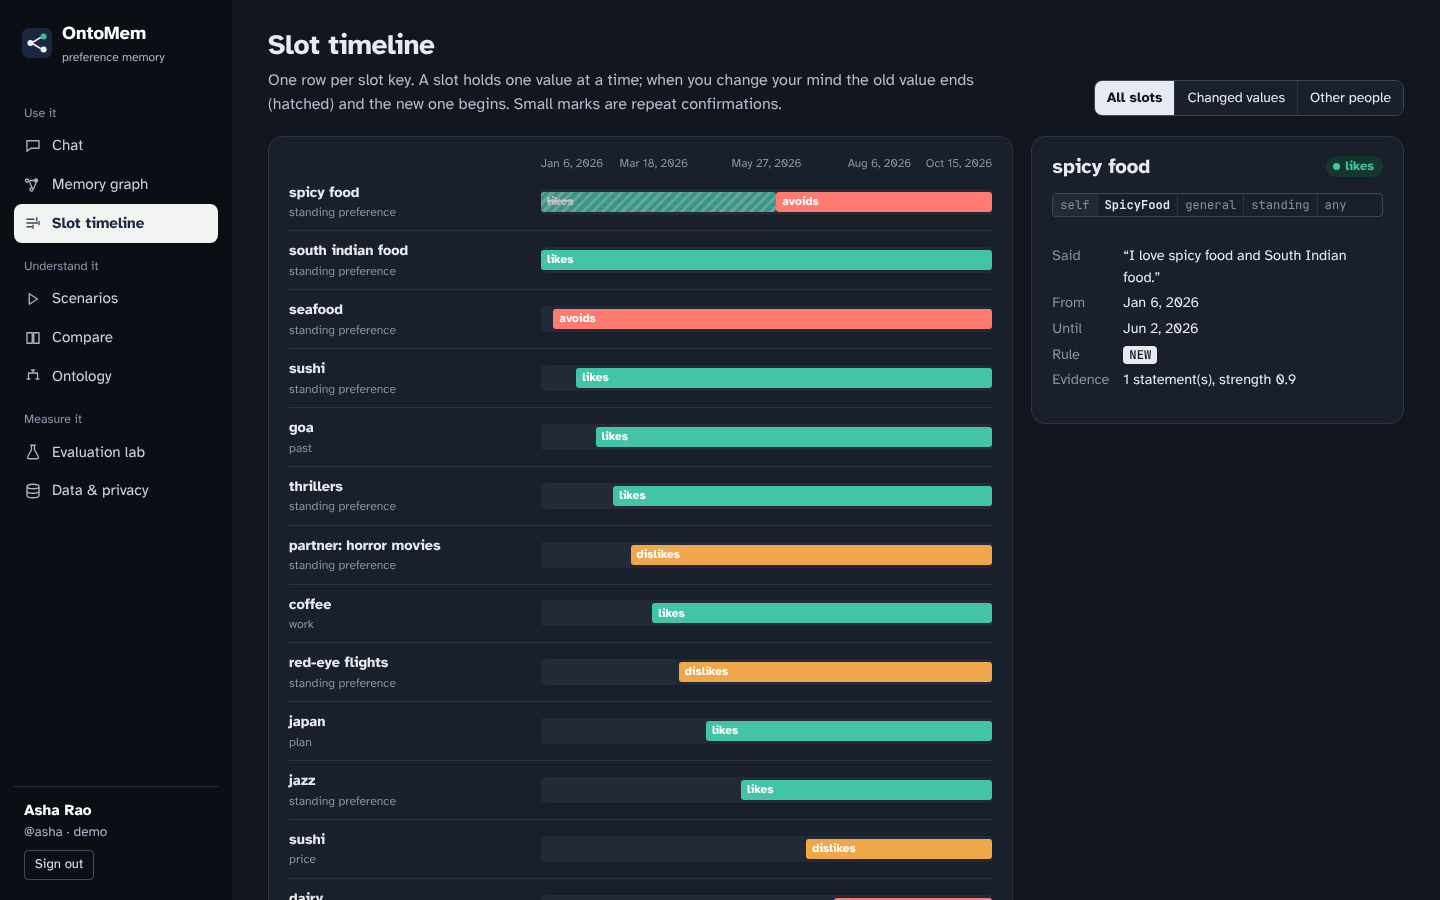 OntoMem
preference memory
Use it
Chat
Memory graph
Slot timeline
Understand it
Scenarios
Compare
Ontology
Measure it
Evaluation lab
Data & privacy
Asha Rao
@asha · demo
Sign out
Slot timeline
One row per slot key. A slot holds one value at a time; when you change your mind the old value ends
(hatched) and the new one begins. Small marks are repeat confirmations.
All slots
Changed values
Other people
Jan 6, 2026
Mar 18, 2026
May 27, 2026
Aug 6, 2026
Oct 15, 2026
spicy food
standing preference
likes
avoids
south indian food
standing preference
likes
seafood
standing preference
avoids
sushi
standing preference
likes
goa
past
likes
thrillers
standing preference
likes
partner: horror movies
standing preference
dislikes
coffee
work
likes
red-eye flights
standing preference
dislikes
japan
plan
likes
jazz
standing preference
likes
sushi
price
dislikes
dairy
spicy food
likes
self
SpicyFood
general
standing
any
Said
“I love spicy food and South Indian
food.”
From
Jan 6, 2026
Until
Jun 2, 2026
Rule
NEW
Evidence
1 statement(s), strength 0.9